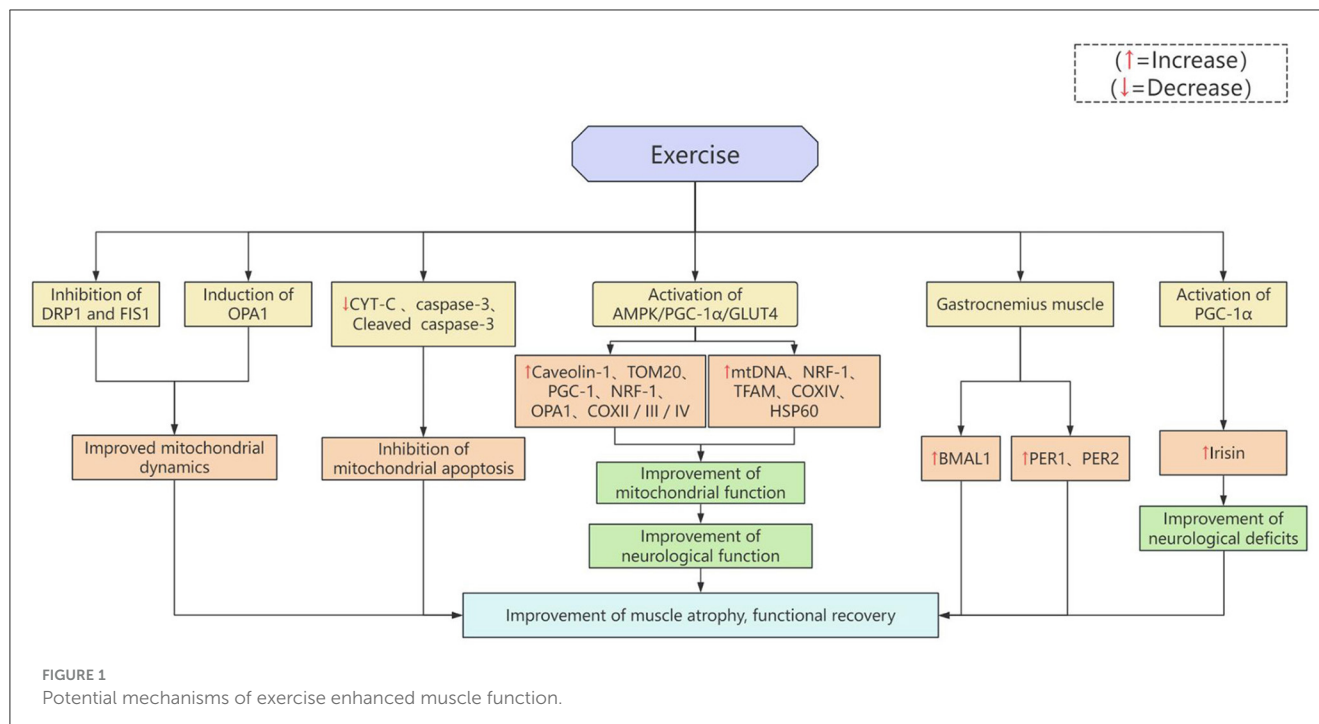 (↑=Increase)
(↓=Decrease)
Exercise
Inhibition of
DRP1 and FIS1
Induction of
OPA1
↓CYT-C、caspase-3、
Cleaved caspase-3
Activation of
AMPK/PGC-1α/GLUT4
Gastrocnemius muscle
Activation of
PGC-1α
↑Caveolin-1、TOM20、
PGC-1、NRF-1、
OPA1、COXII / III / IV
↑mtDNA、NRF-1、
TFAM、COXIV、
HSP60
Improved mitochondrial
dynamics
Inhibition of
mitochondrial apoptosis
↑BMAL1
↑PER1、PER2
↑Irisin
Improvement of
mitochondrial function
Improvement of
neurological function
Improvement of
neurological deficits
Improvement of muscle atrophy, functional recovery
FIGURE 1
Potential mechanisms of exercise enhanced muscle function.